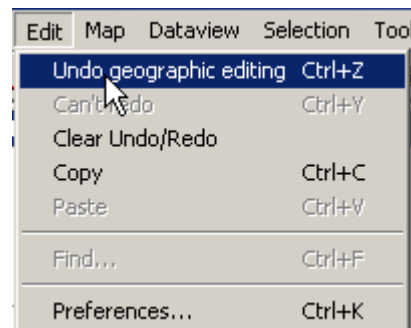 Edit Map Dataview Selection Too
Undo geographic editing Ctrl+Z
Can't redo Ctrl+Y
Clear Undo/Redo
Copy Ctrl+C
Paste Ctrl+V
Find... Ctrl+F
Preferences... Ctrl+K